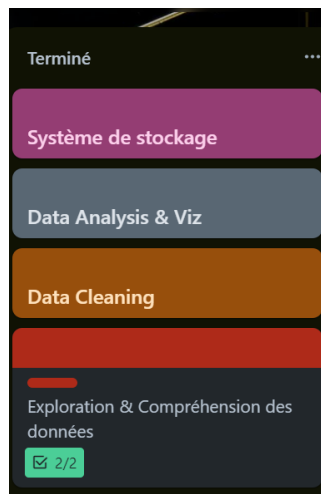 Terminé
Système de stockage
Data Analysis & Viz
Data Cleaning
Exploration & Compréhension des
données
2/2